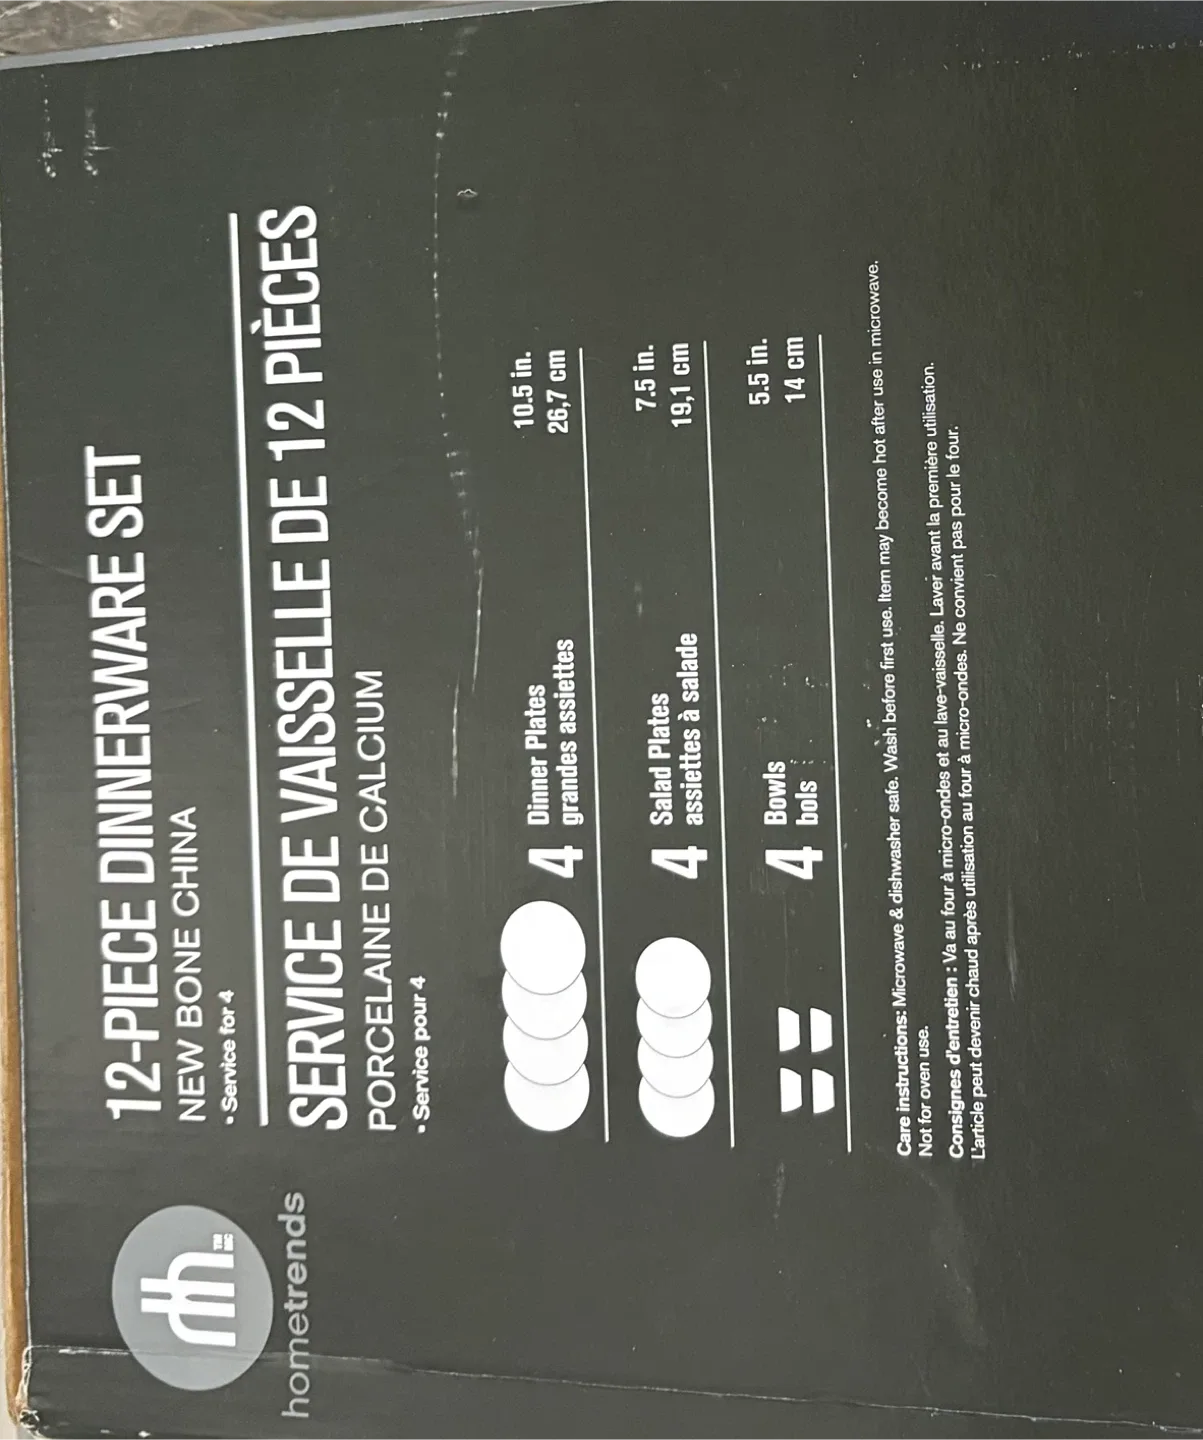 rh
TM
MC
hometrends
12-PIECE DINNERWARE SET
NEW BONE CHINA
• Service for 4
SERVICE DE VAISSELLE DE 12 PIÈCES
PORCELAINE DE CALCIUM
• Service pour 4
4 Dinner Plates 10.5 in.
grandes assiettes 26,7 cm
4 Salad Plates 7.5 in.
assiettes à salade 19,1 cm
4 Bowls 5.5 in.
bols 14 cm
Care instructions: Microwave & dishwasher safe. Wash before first use. Item may become hot after use in microwave.
Not for oven use.
Consignes d'entretien : Va au four à micro-ondes et au lave-vaisselle. Laver avant la première utilisation.
L'article peut devenir chaud après utilisation au four à micro-ondes. Ne convient pas pour le four.